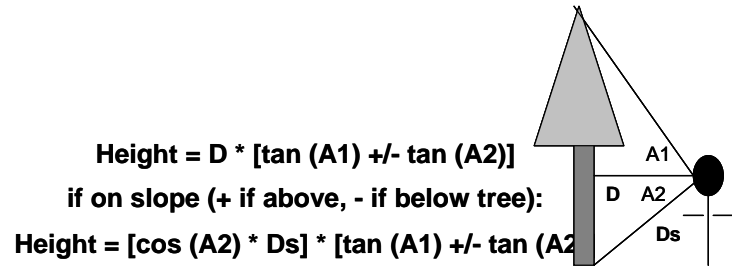 Height = D * [tan (A1) +/- tan (A2)]
if on slope (+ if above, - if below tree):
Height = [cos (A2) * Ds] * [tan (A1) +/- tan (A2
A1
D A2
Ds